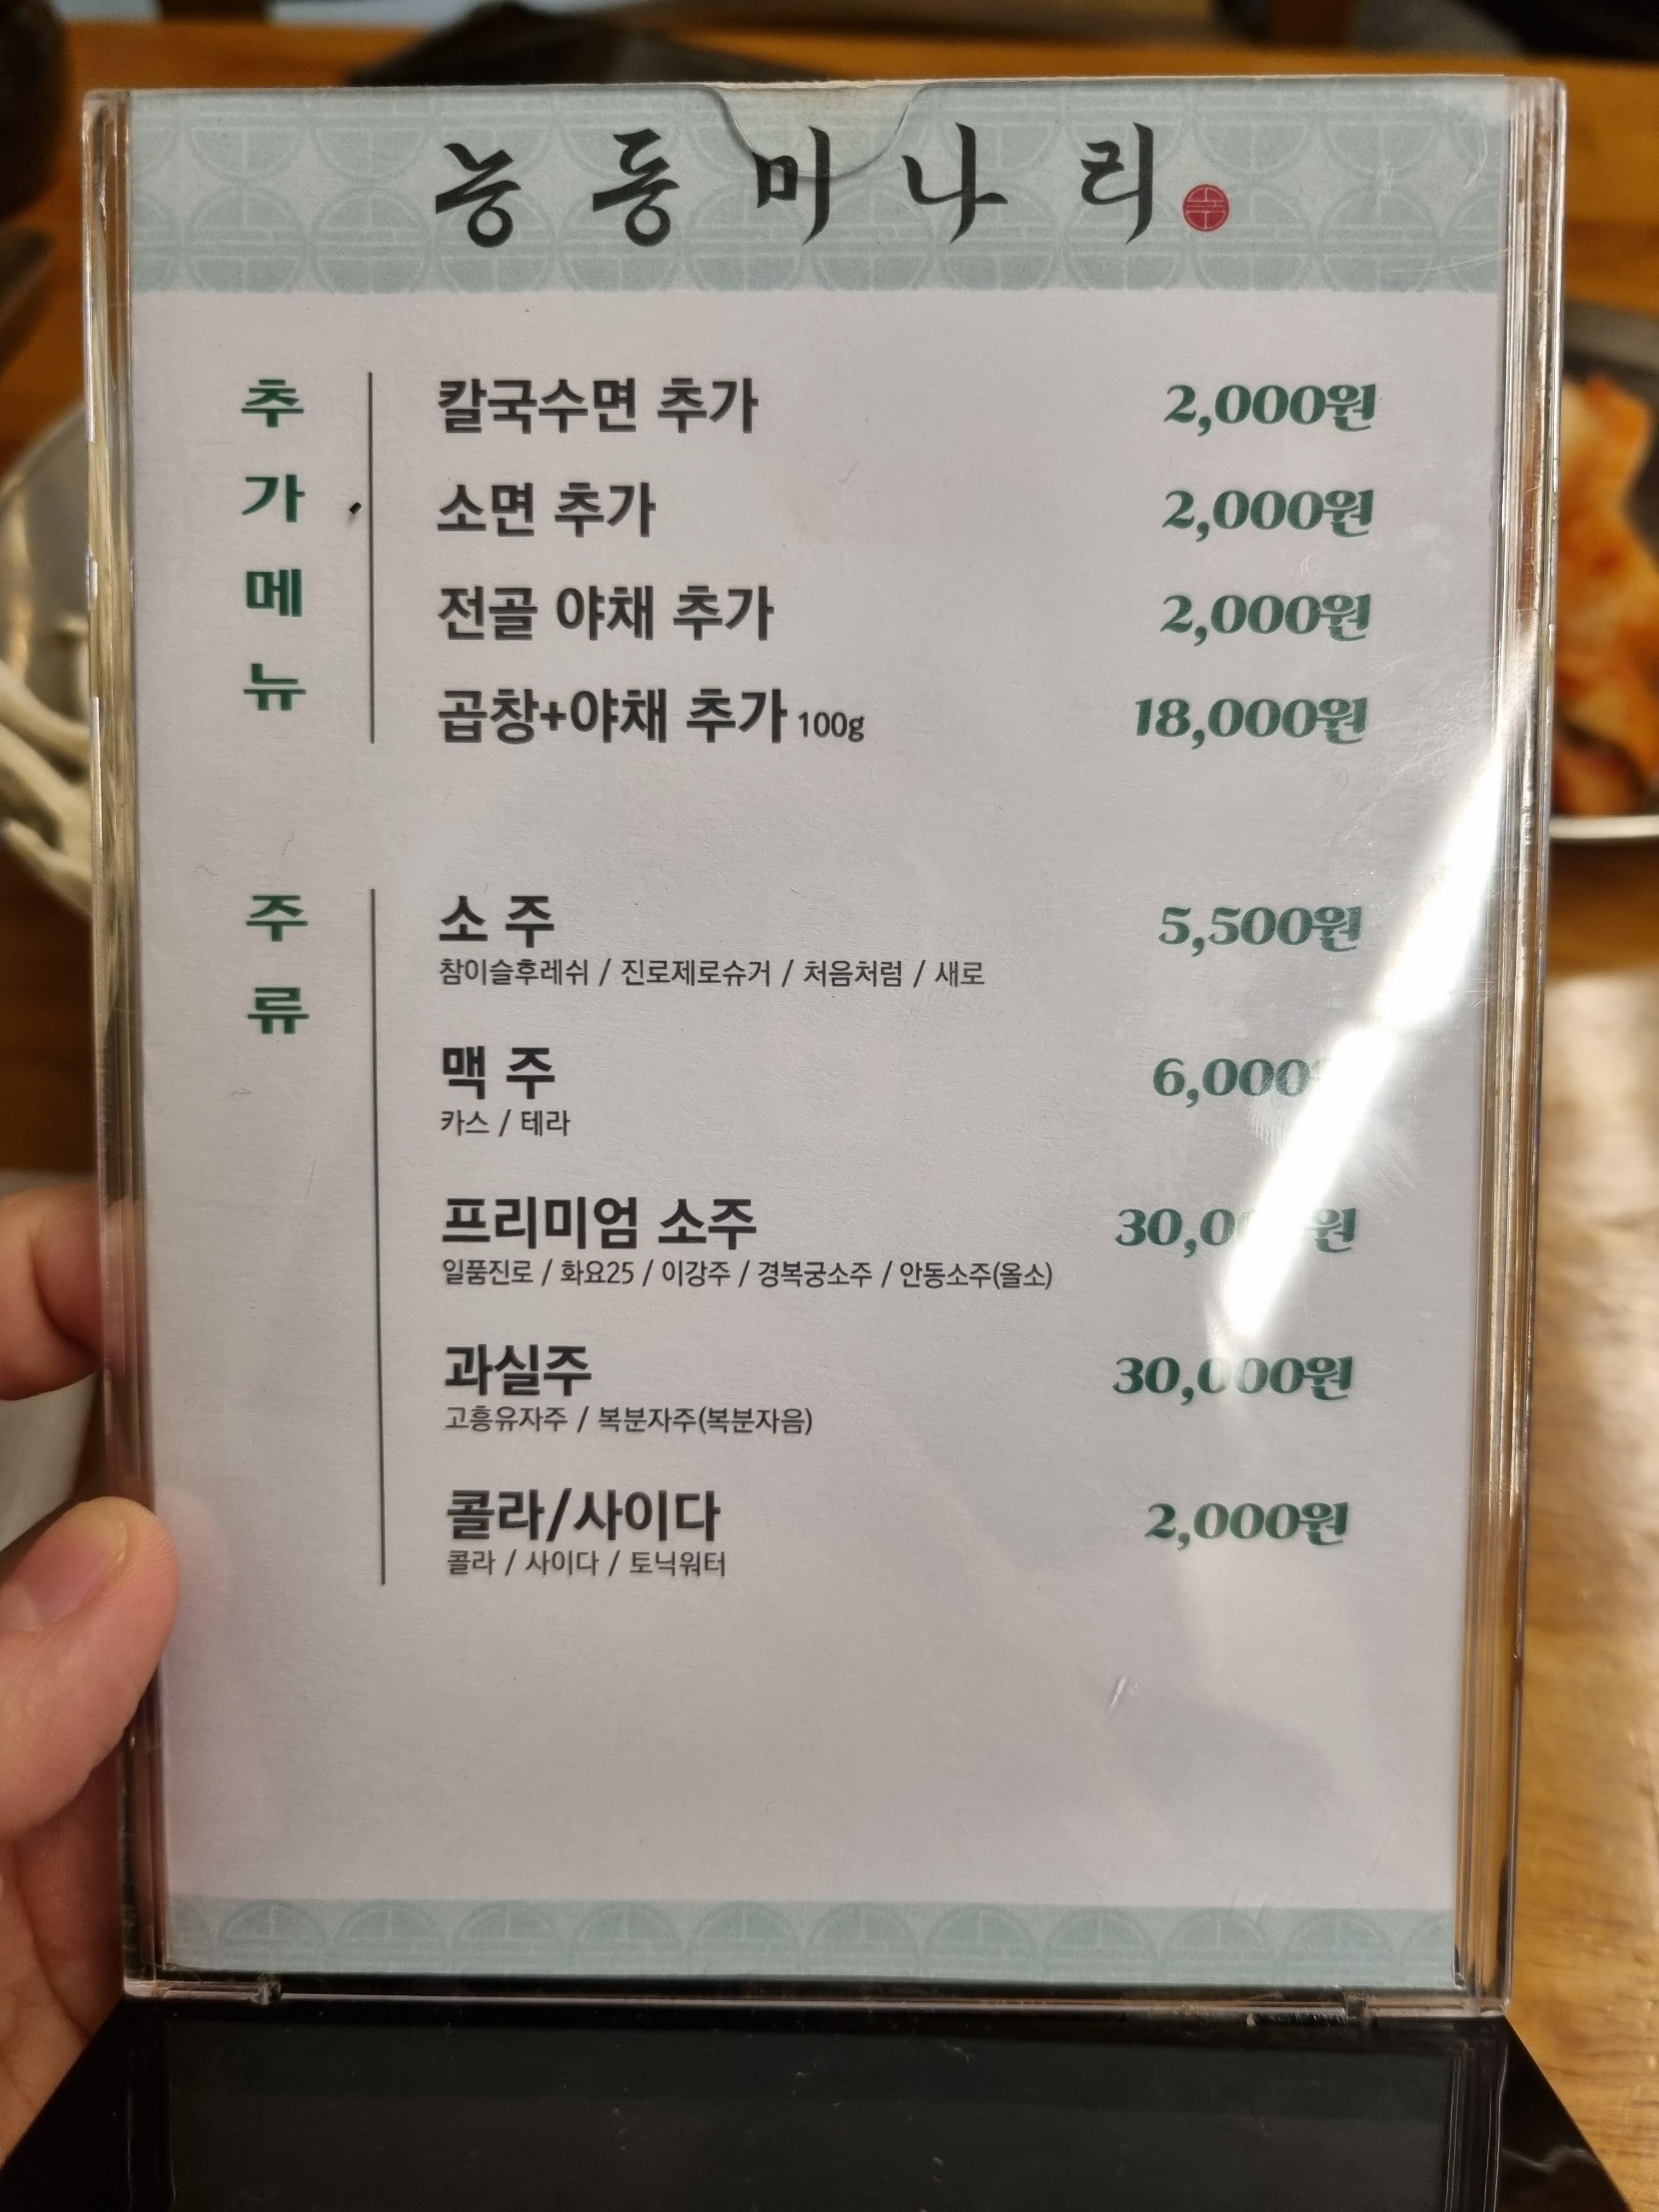 능동미나리
추가메뉴
칼국수면 추가 2,000원
소면 추가 2,000원
전골 야채 추가 2,000원
곱창+야채 추가 100g 18,000원
주류
소 주 5,500원
참이슬후레쉬 / 진로제로슈거 / 처음처럼 / 새로
맥 주 6,000
카스 / 테라
프리미엄 소주
일품진로 / 화요25 / 이강주 / 경복궁소주 / 안동소주(올소)
과실주 30,000원
고흥유자주 / 복분자주(복분자음)
콜라/사이다 2,000원
콜라 / 사이다 / 토닉워터